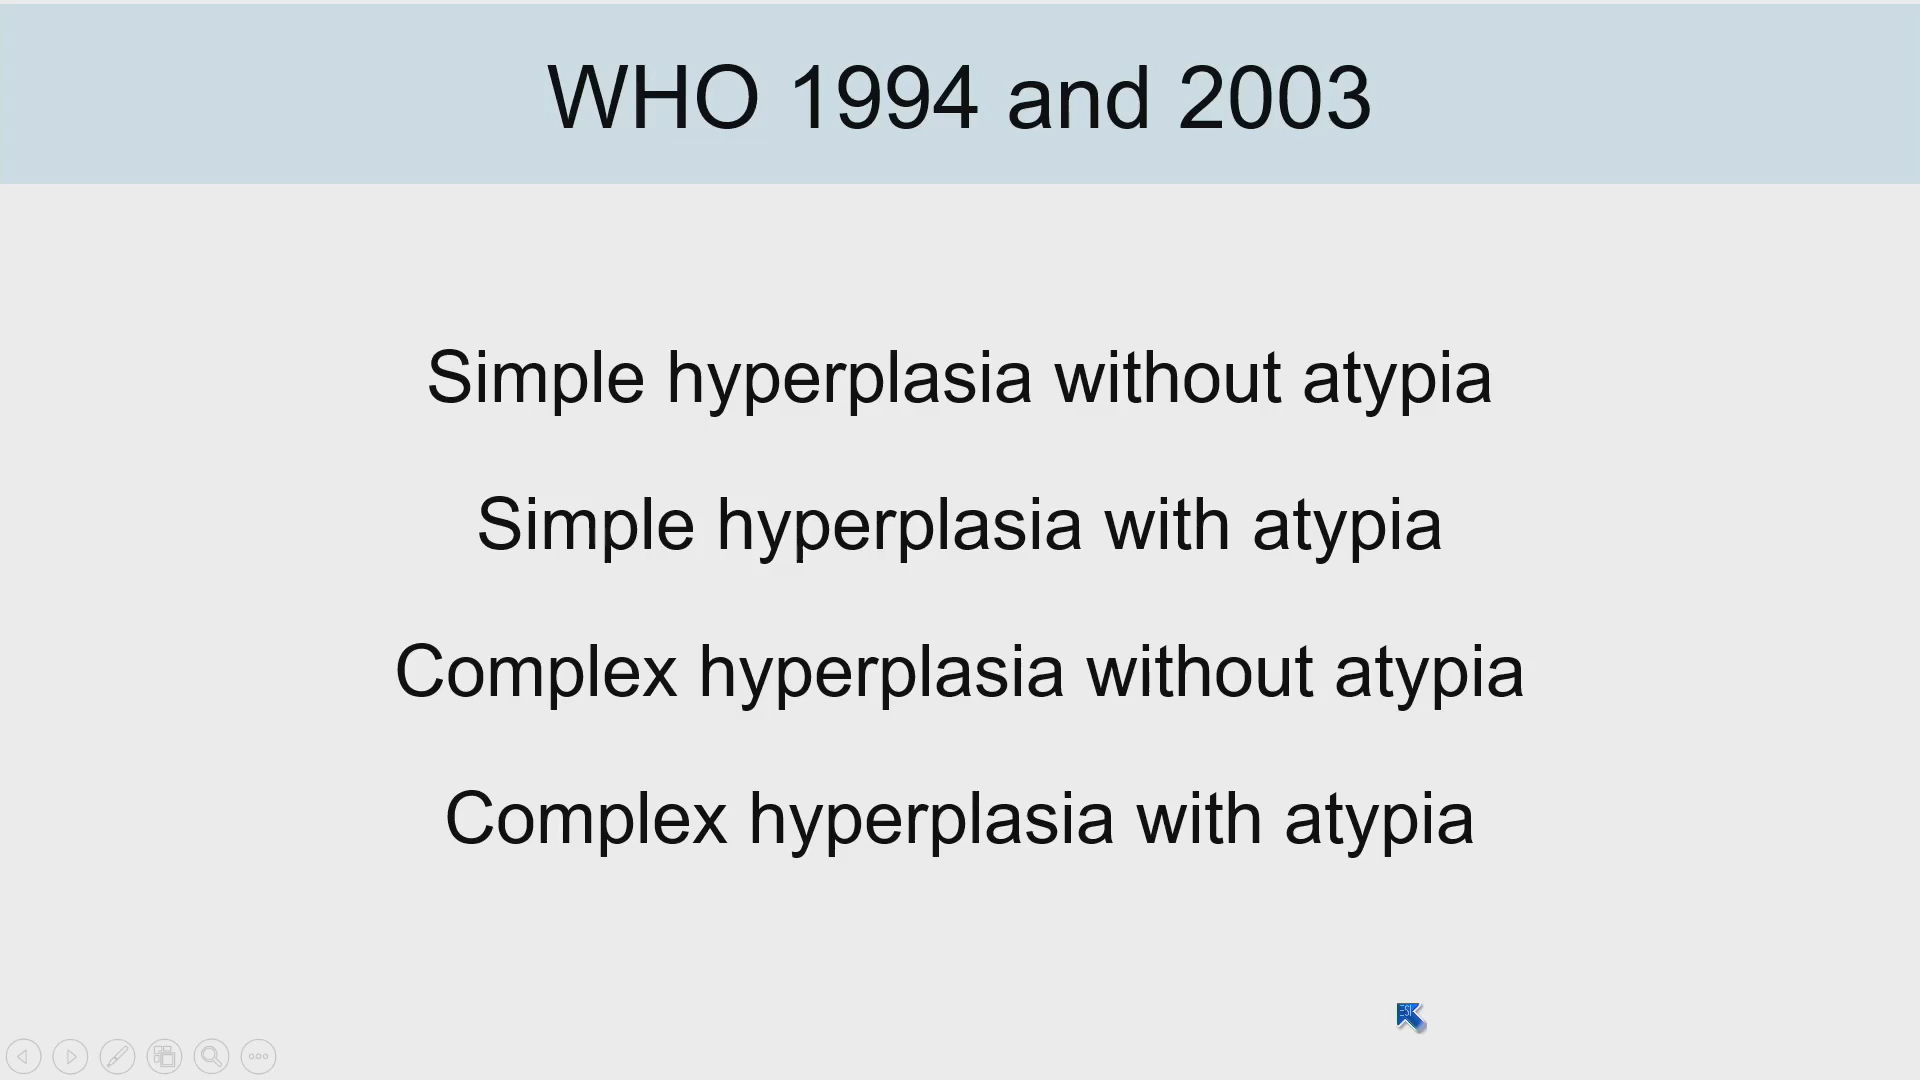 WHO 1994 and 2003
Simple hyperplasia without atypia
Simple hyperplasia with atypia
Complex hyperplasia without atypia
Complex hyperplasia with atypia